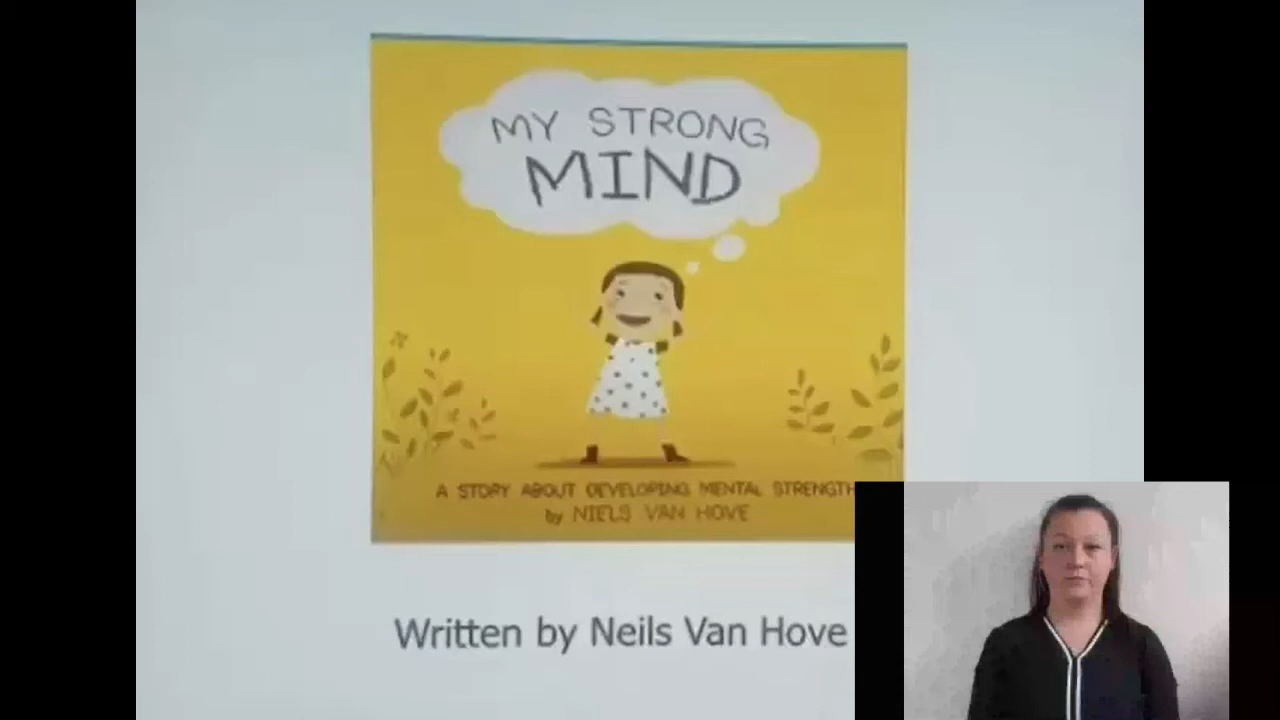 MY STRONG
MIND
A STORY ABOUT DEVELOPING MENTAL STRENGTH
by NIELS VAN HOVE
Written by Neils Van Hove